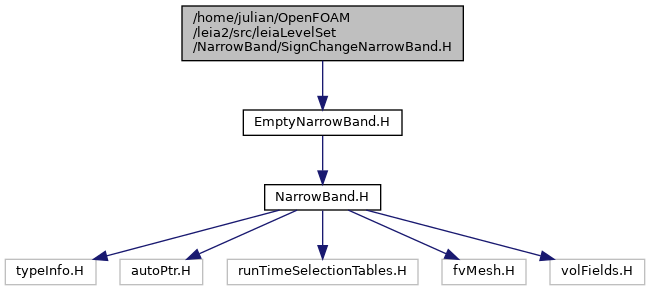 /home/julian/OpenFOAM
/leia2/src/leiaLevelSet
/NarrowBand/SignChangeNarrowBand.H
EmptyNarrowBand.H
NarrowBand.H
typeInfo.H
autoPtr.H
runTimeSelectionTables.H
fvMesh.H
volFields.H